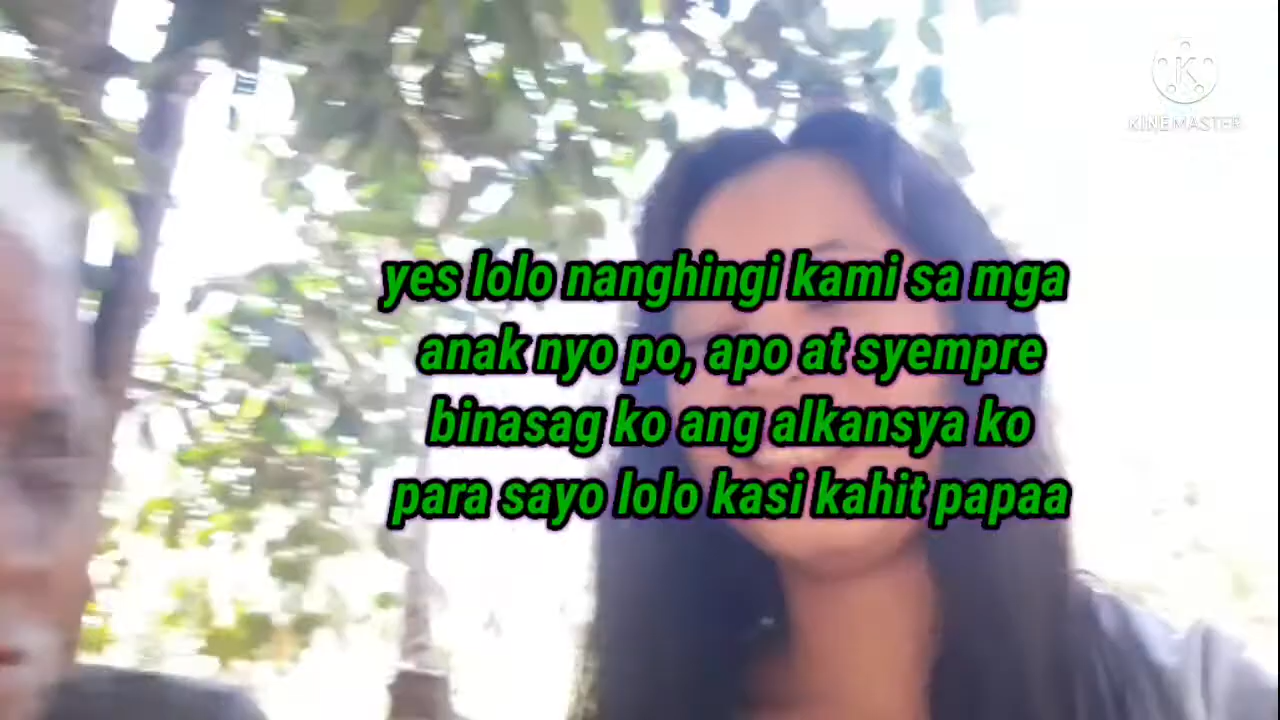 KINEMASTER
yes lolo nanghingi kami sa mga
anak nyo po, apo at syempre
binasag ko ang alkansya ko
para sayo lolo kasi kahit papaa